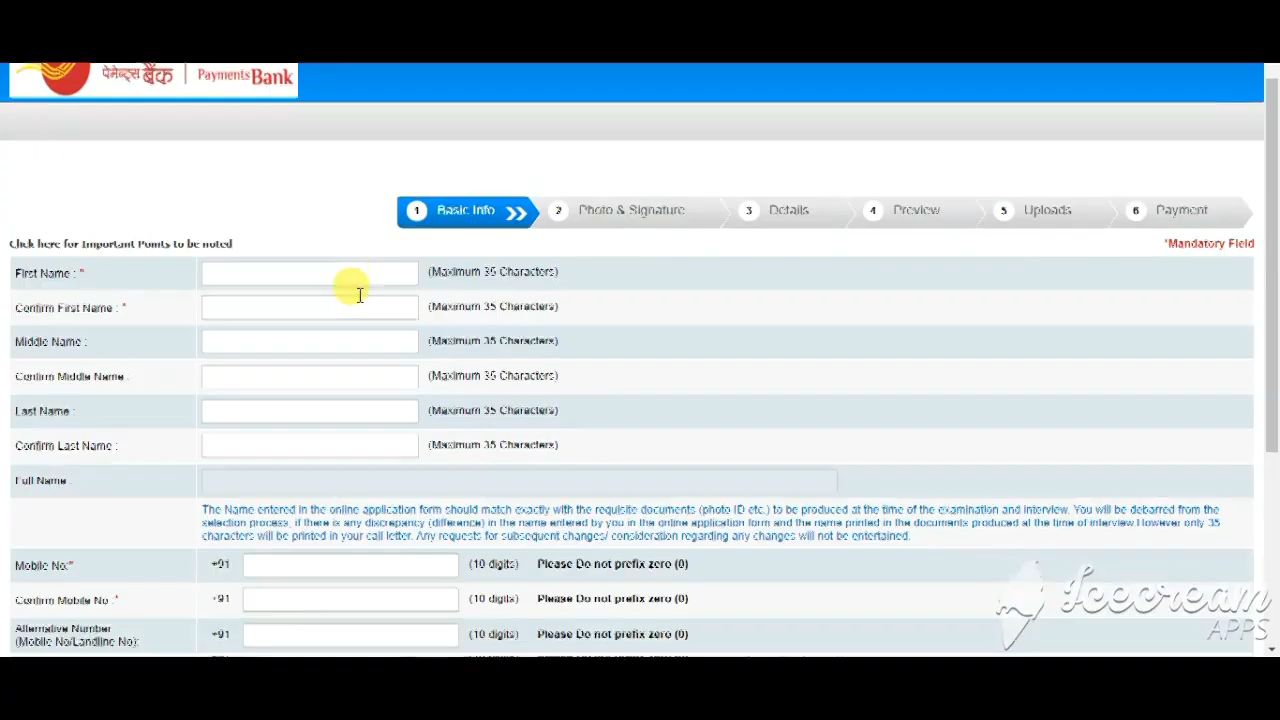 पेमेन्ट्स बैंक | Payments Bank
1 Basic Info 2 Photo & Signature 3 Details 4 Preview 5 Uploads 6 Payment
Click here for Important Points to be noted *Mandatory Field
First Name : * (Maximum 35 Characters)
Confirm First Name : * (Maximum 35 Characters)
Middle Name : (Maximum 35 Characters)
Confirm Middle Name : (Maximum 35 Characters)
Last Name : (Maximum 35 Characters)
Confirm Last Name : (Maximum 35 Characters)
Full Name :
The Name entered in the online application form should match exactly with the requisite documents (photo ID etc.) to be produced at the time of the examination and interview. You will be debarred from the
selection process, if there is any discrepancy (difference) in the name entered by you in the online application form and the name printed in the documents produced at the time of interview.However only 35
characters will be printed in your call letter. Any requests for subsequent changes/ consideration regarding any changes will not be entertained.
Mobile No:* +91 (10 digits) Please Do not prefix zero (0)
Confirm Mobile No :* +91 (10 digits) Please Do not prefix zero (0)
Alternative Number
(Mobile No/Landline No): +91 (10 digits) Please Do not prefix zero (0)
Icecream
APPS